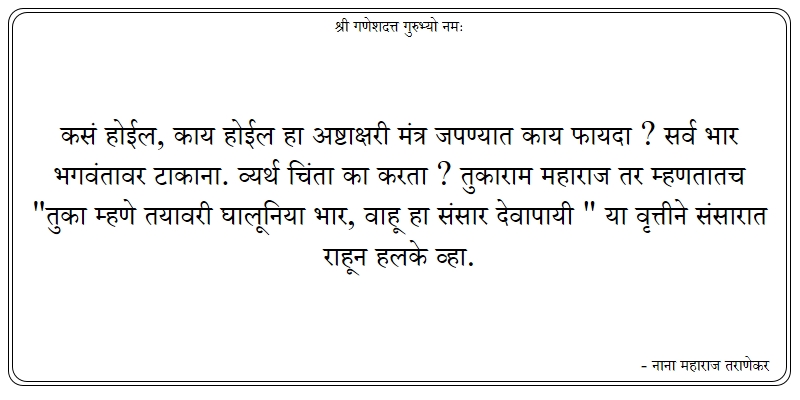 श्री गणेशदत्त गुरुभ्यो नमः
कसं होईल, काय होईल हा अष्टाक्षरी मंत्र जपण्यात काय फायदा ? सर्व भार
भगवंतावर टाकाना. व्यर्थ चिंता का करता ? तुकाराम महाराज तर म्हणतातच
"तुका म्हणे तयावरी घालूनिया भार, वाहू हा संसार देवापायी " या वृत्तीने संसारात
राहून हलके व्हा.
- नाना महाराज तराणेकर